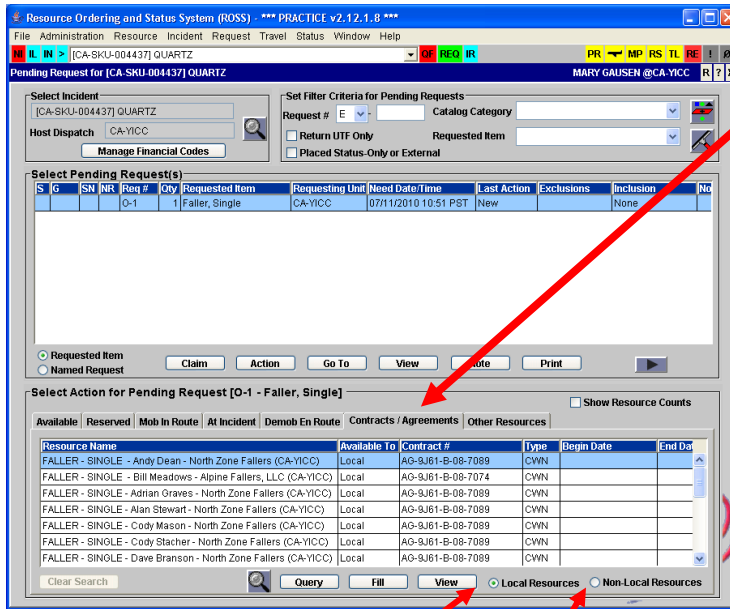 Resource Ordering and Status System (ROSS) - *** PRACTICE v2.12.1.8 ***
File Administration Resource Incident Request Travel Status Window Help
NI IL IN > [CA-SKU-004437] QUARTZ QF REQ IR PR MP RS TL RE !
Pending Request for [CA-SKU-004437] QUARTZ MARY GAUSEN @CA-YICC R ?
Select Incident
[CA-SKU-004437] QUARTZ
Host Dispatch CA-YICC
Manage Financial Codes
Set Filter Criteria for Pending Requests
Request # E - Catalog Category
Return UTF Only Requested Item
Placed Status-Only or External
Select Pending Request(s)
S G SN NR Req # Qty Requested Item Requesting Unit Need Date/Time Last Action Exclusions Inclusion No
O-1 1 Faller, Single CA-YICC 07/11/2010 10:51 PST New None
Requested Item
Named Request
Claim Action Go To View Print
Select Action for Pending Request [O-1 - Faller, Single]
Show Resource Counts
Available Reserved Mob In Route At Incident Demob En Route Contracts / Agreements Other Resources
Resource Name Available To Contract # Type Begin Date End Da
FALLER - SINGLE - Andy Dean - North Zone Fallers (CA-YICC) Local AG-9J61-B-08-7089 CWN
FALLER - SINGLE - Bill Meadows - Alpine Fallers, LLC (CA-YICC) Local AG-9J61-B-08-7074 CWN
FALLER - SINGLE - Adrian Graves - North Zone Fallers (CA-YICC) Local AG-9J61-B-08-7089 CWN
FALLER - SINGLE - Alan Stewart - North Zone Fallers (CA-YICC) Local AG-9J61-B-08-7089 CWN
FALLER - SINGLE - Cody Mason - North Zone Fallers (CA-YICC) Local AG-9J61-B-08-7089 CWN
FALLER - SINGLE - Cody Stacher - North Zone Fallers (CA-YICC) Local AG-9J61-B-08-7089 CWN
FALLER - SINGLE - Dave Branson - North Zone Fallers (CA-YICC) Local AG-9J61-B-08-7089 CWN
Clear Search Query Fill View Local Resources Non-Local Resources